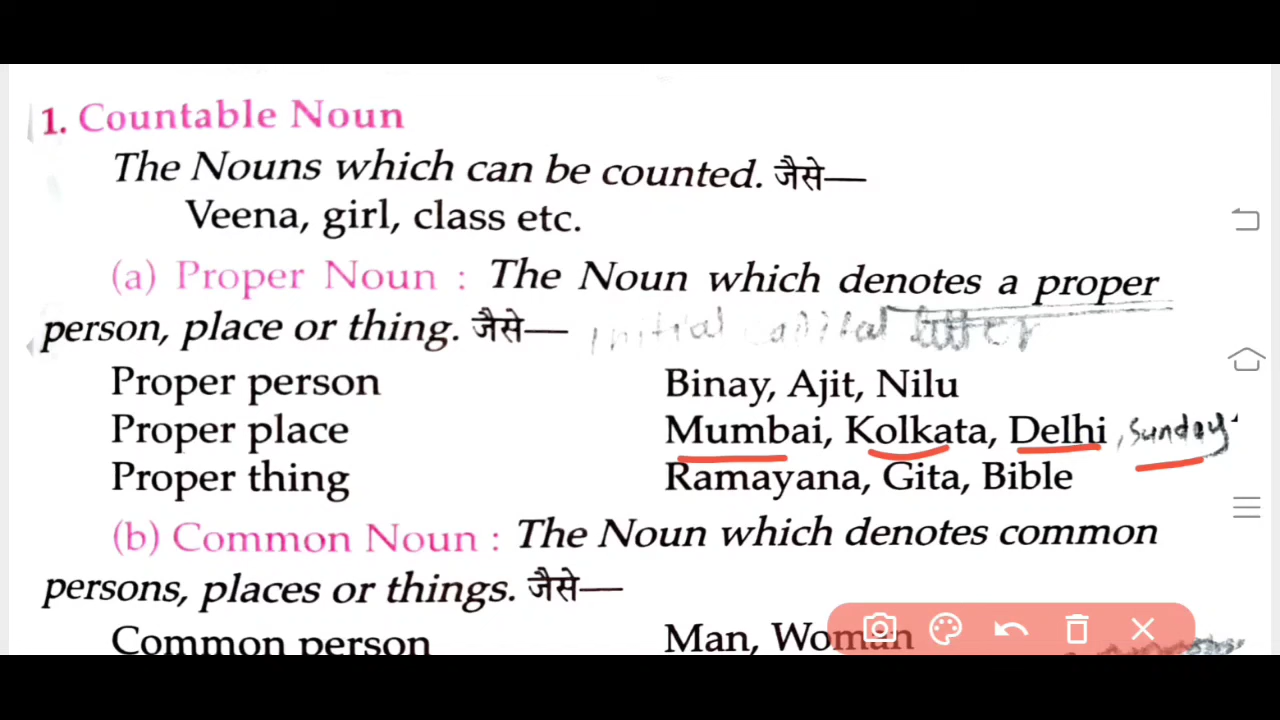 1. Countable Noun
The Nouns which can be counted. जैसे—
Veena, girl, class etc.
(a) Proper Noun : The Noun which denotes a proper
person, place or thing. जैसे— initial capital letter
Proper person Binay, Ajit, Nilu
Proper place Mumbai, Kolkata, Delhi , Sunday
Proper thing Ramayana, Gita, Bible
(b) Common Noun : The Noun which denotes common
persons, places or things. जैसे—
Common person Man, Woman